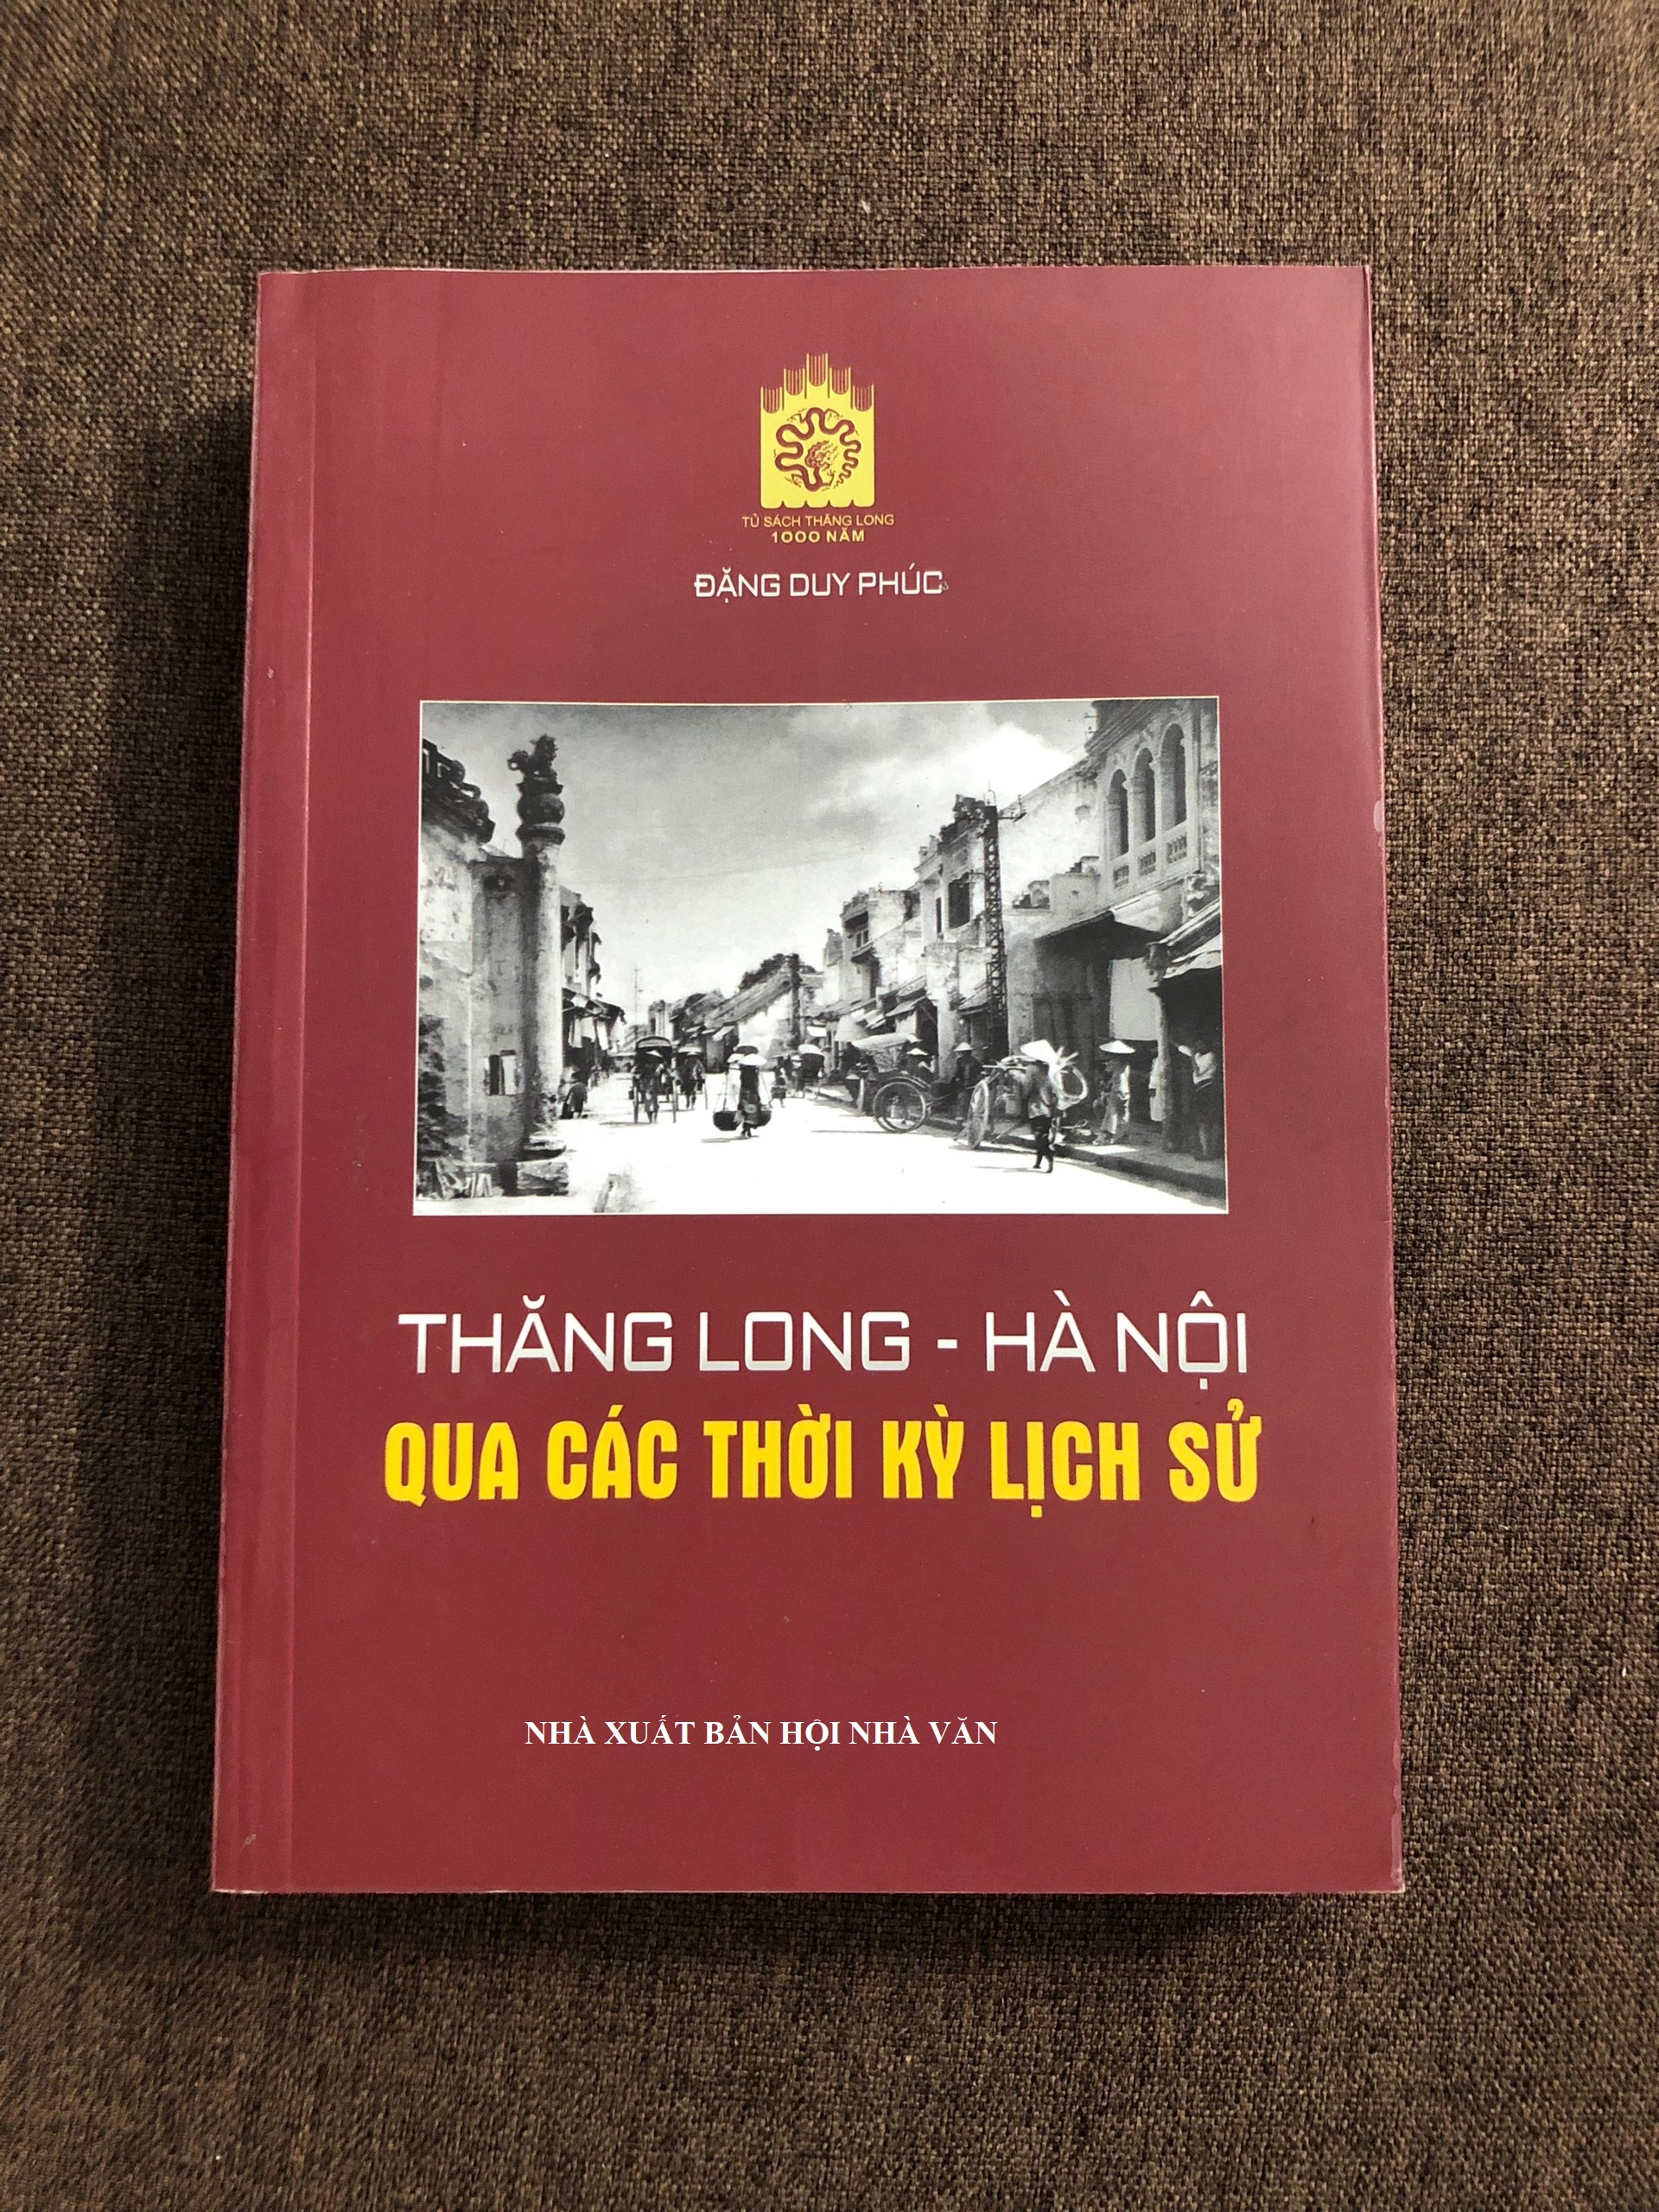 TỦ SÁCH THĂNG LONG
1000 NĂM
ĐẶNG DUY PHÚC
THĂNG LONG - HÀ NỘI
QUA CÁC THỜI KỲ LỊCH SỬ
NHÀ XUẤT BẢN HỘI NHÀ VĂN